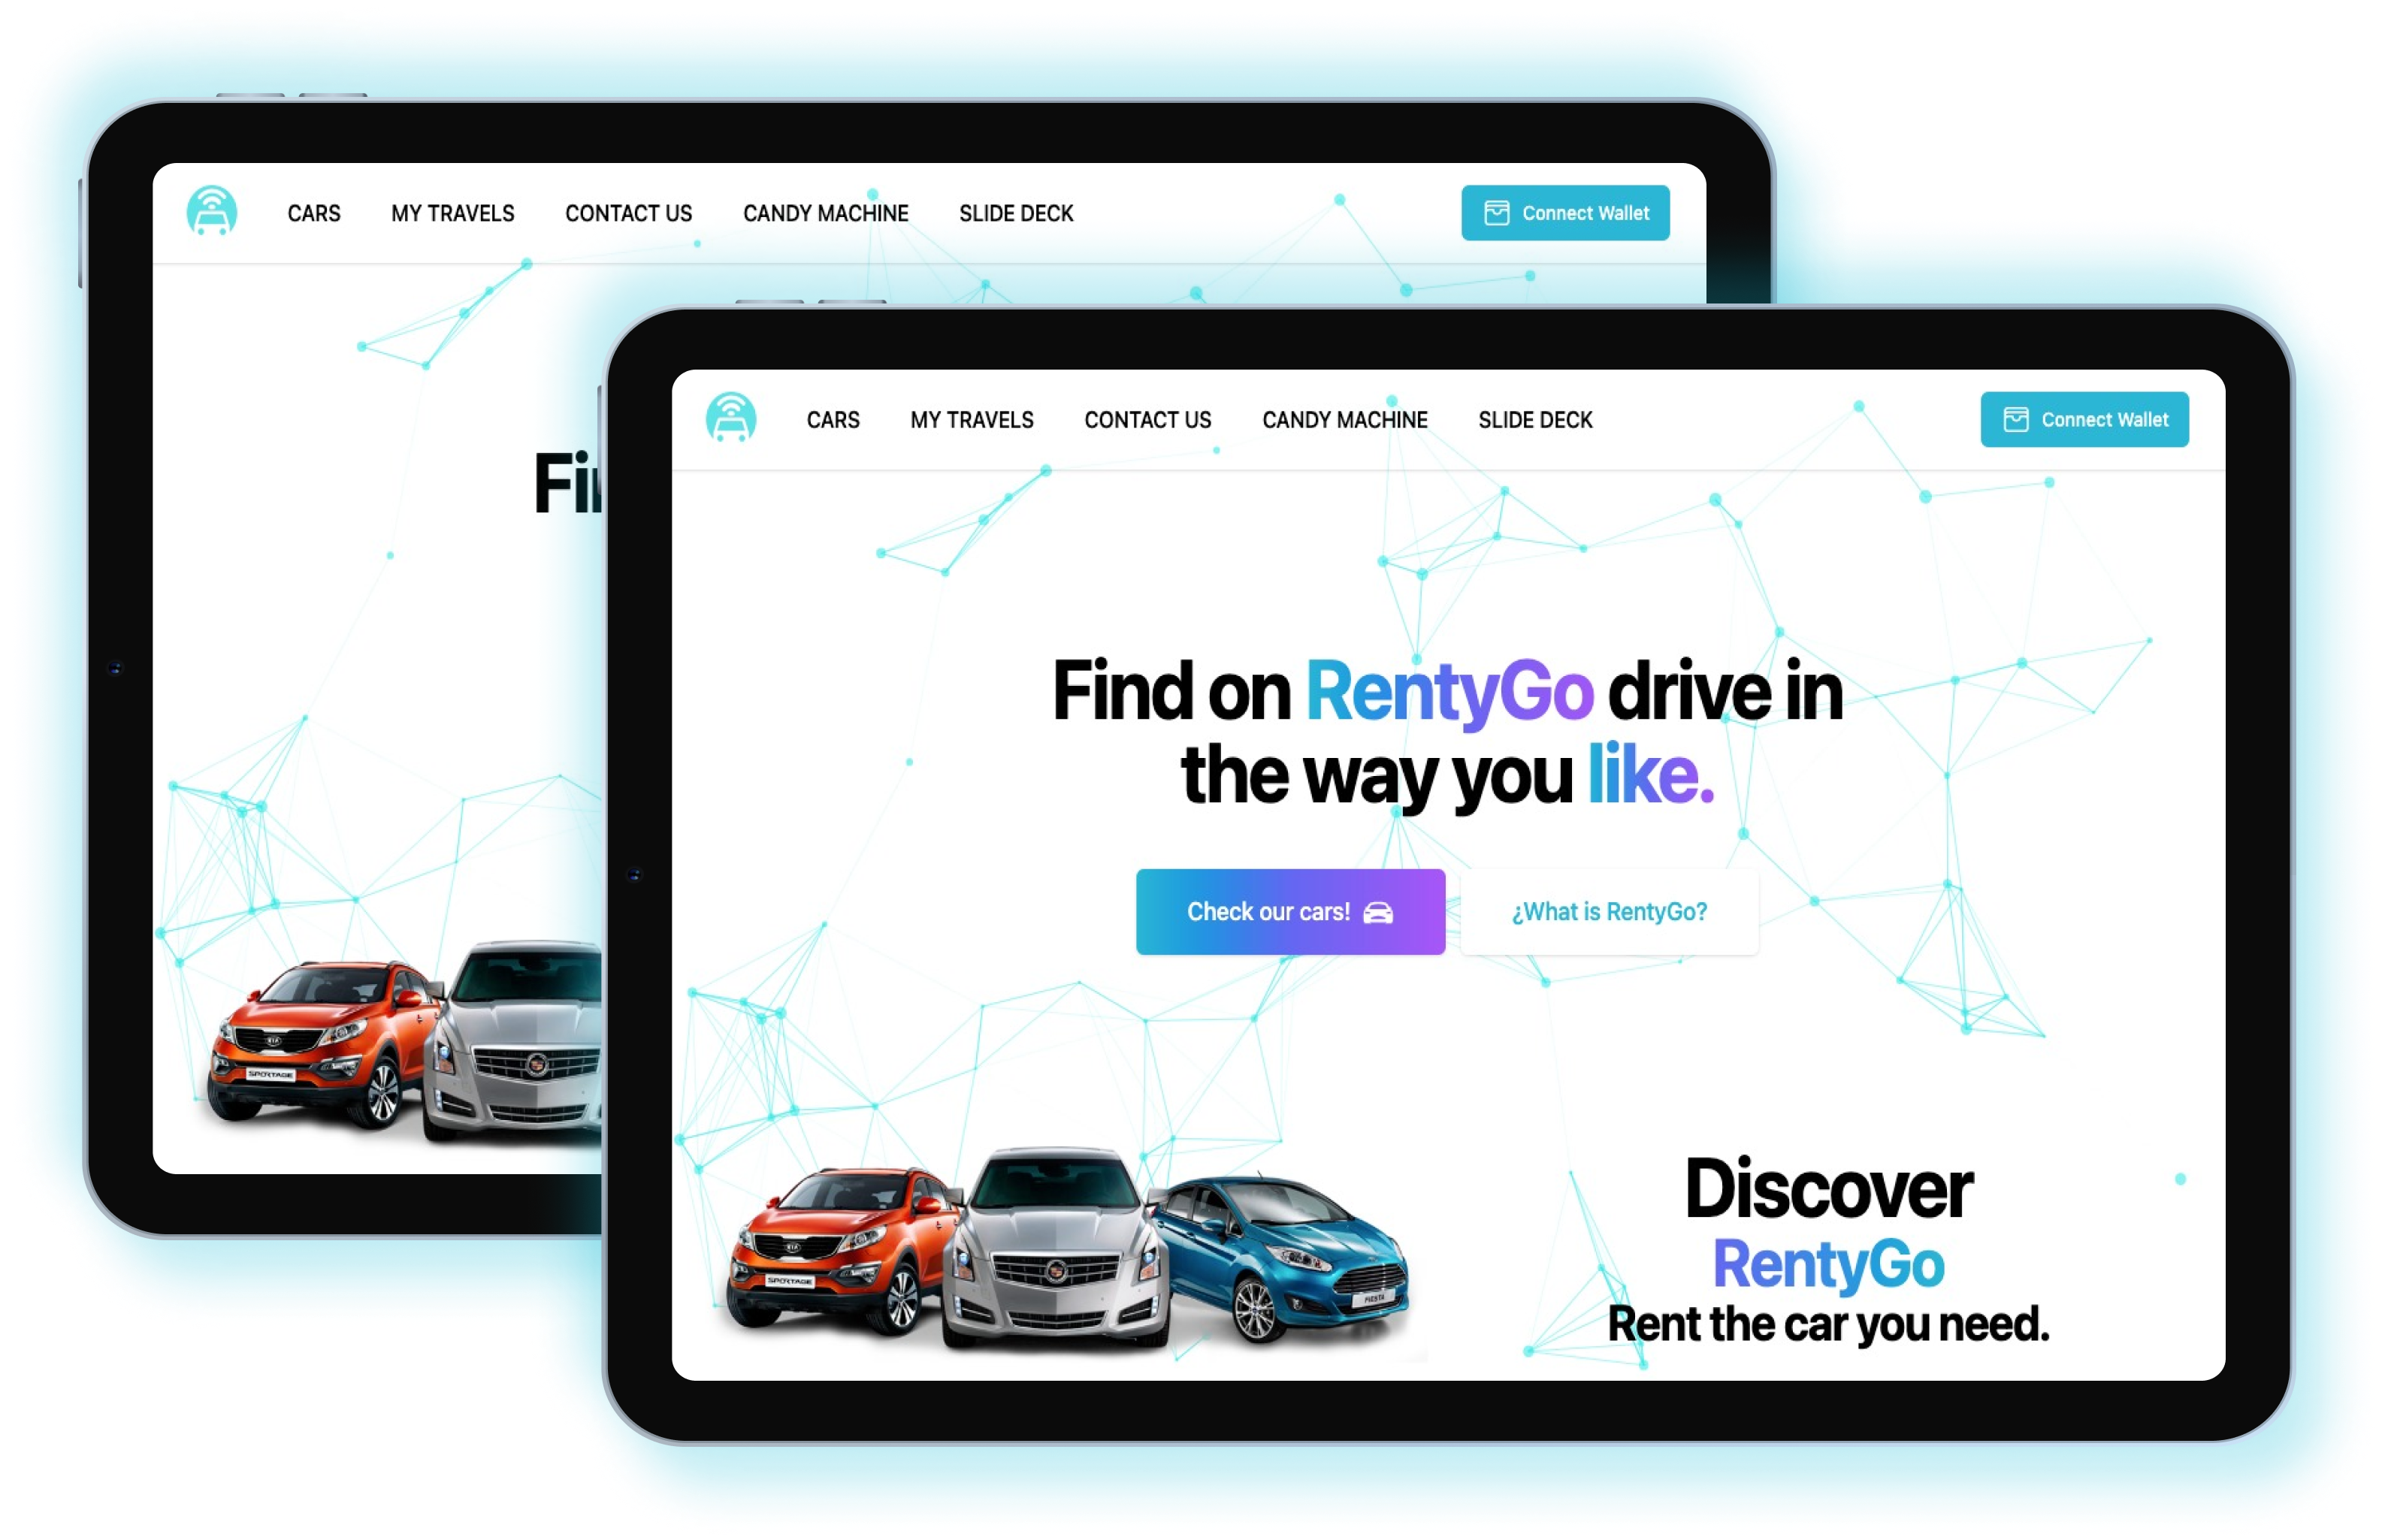 CARS MY TRAVELS CONTACT US CANDY MACHINE SLIDE DECK Connect Wallet
Fi
KIA
SPORTAGE
CARS MY TRAVELS CONTACT US CANDY MACHINE SLIDE DECK Connect Wallet
Find on RentyGo drive in
the way you like.
Check our cars! ¿What is RentyGo?
KIA
SPORTAGE
FIESTA
Discover
RentyGo
Rent the car you need.